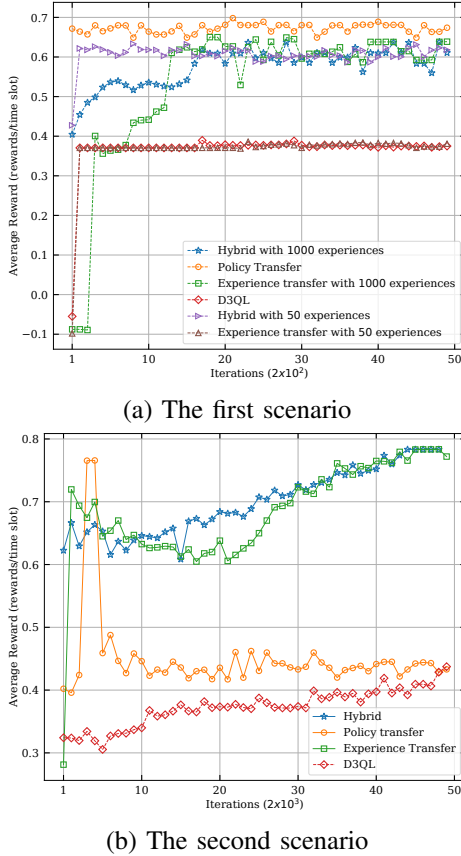 0.7
0.6
0.5
0.4
0.3
0.2
0.1
0.0
−0.1
Average Reward (rewards/time slot)
Hybrid with 1000 experiences
Policy Transfer
Experience transfer with 1000 experiences
D3QL
Hybrid with 50 experiences
Experience transfer with 50 experiences
1 10 20 30 40 50
Iterations (2x10²)
(a) The first scenario
0.8
0.7
0.6
0.5
0.4
0.3
Average Reward (rewards/time slot)
Hybrid
Policy transfer
Experience Transfer
D3QL
1 10 20 30 40 50
Iterations (2x10³)
(b) The second scenario